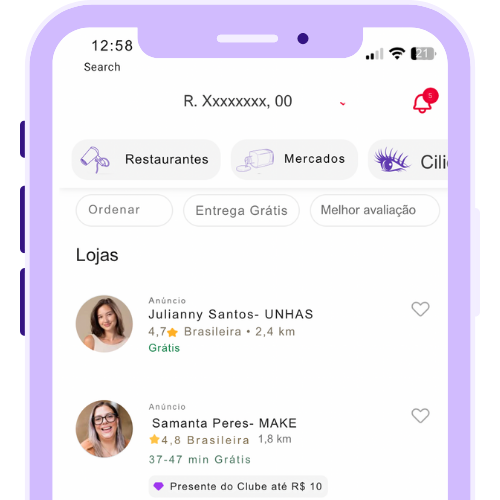 12:58
21
Search
R. Xxxxxxxx, 00
5
Restaurantes
Mercados
Cilio
Ordenar
Entrega Grátis
Melhor avaliação
Lojas
Anúncio
Julianny Santos- UNHAS
4,7 Brasileira • 2,4 km
Grátis
Anúncio
Samanta Peres- MAKE
4,8 Brasileira 1,8 km
37-47 min Grátis
Presente do Clube até R$ 10